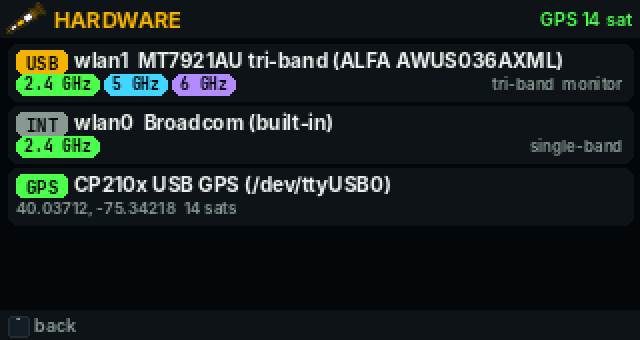 HARDWARE GPS 14 sat
USB wlan1 MT7921AU tri-band (ALFA AWUS036AXML)
2.4 GHz 5 GHz 6 GHz tri-band monitor
INT wlan0 Broadcom (built-in)
2.4 GHz single-band
GPS CP210x USB GPS (/dev/ttyUSB0)
40.03712, -75.34218 14 sats
back